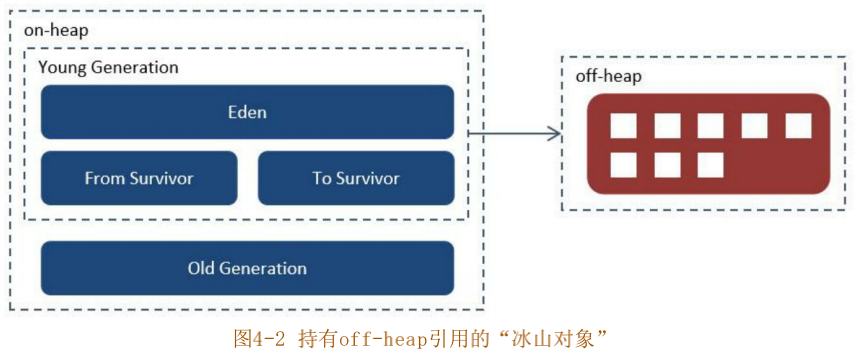 on-heap
Young Generation
Eden
From Survivor
To Survivor
Old Generation
off-heap
图4-2 持有off-heap引用的“冰山对象”